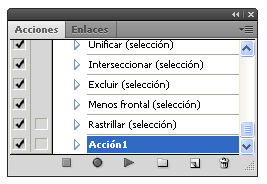 Acciones
Enlaces
Unificar (selección)
Interseccionar (selección)
Excluir (selección)
Menos frontal (selección)
Rastrillar (selección)
Acción1